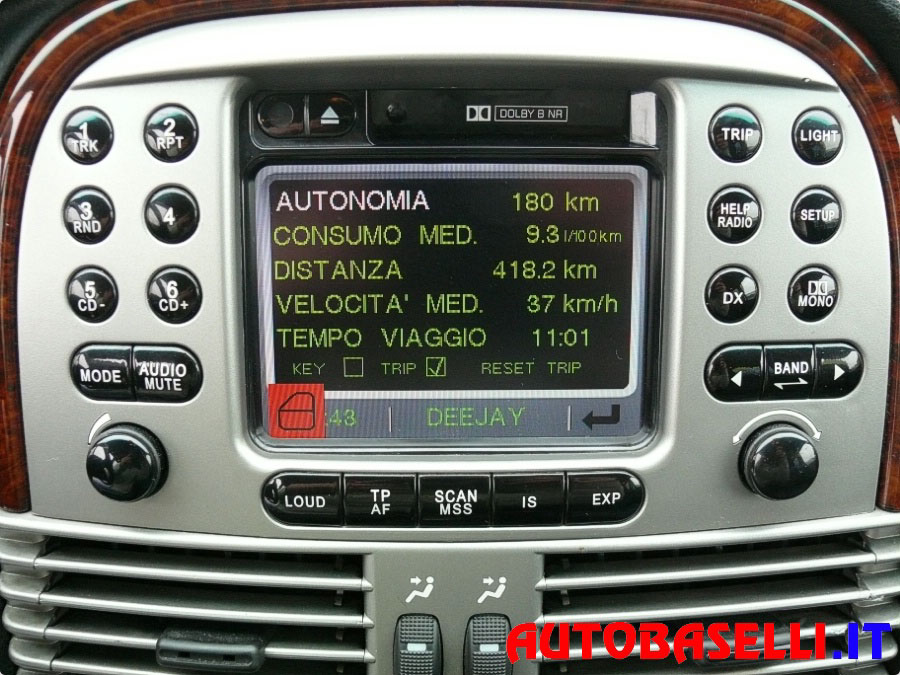 DOLBY B NR
1 TRK
2 RPT
3 RND
4
5 CD-
6 CD+
MODE
AUDIO MUTE
AUTONOMIA 180 km
CONSUMO MED. 9.3 l/100km
DISTANZA 418.2 km
VELOCITA' MED. 37 km/h
TEMPO VIAGGIO 11:01
KEY TRIP RESET TRIP
:43 DEEJAY
TRIP
LIGHT
HELP RADIO
SETUP
DX
MONO
BAND
LOUD
TP AF
SCAN MSS
IS
EXP
AUTOBASELLI.IT